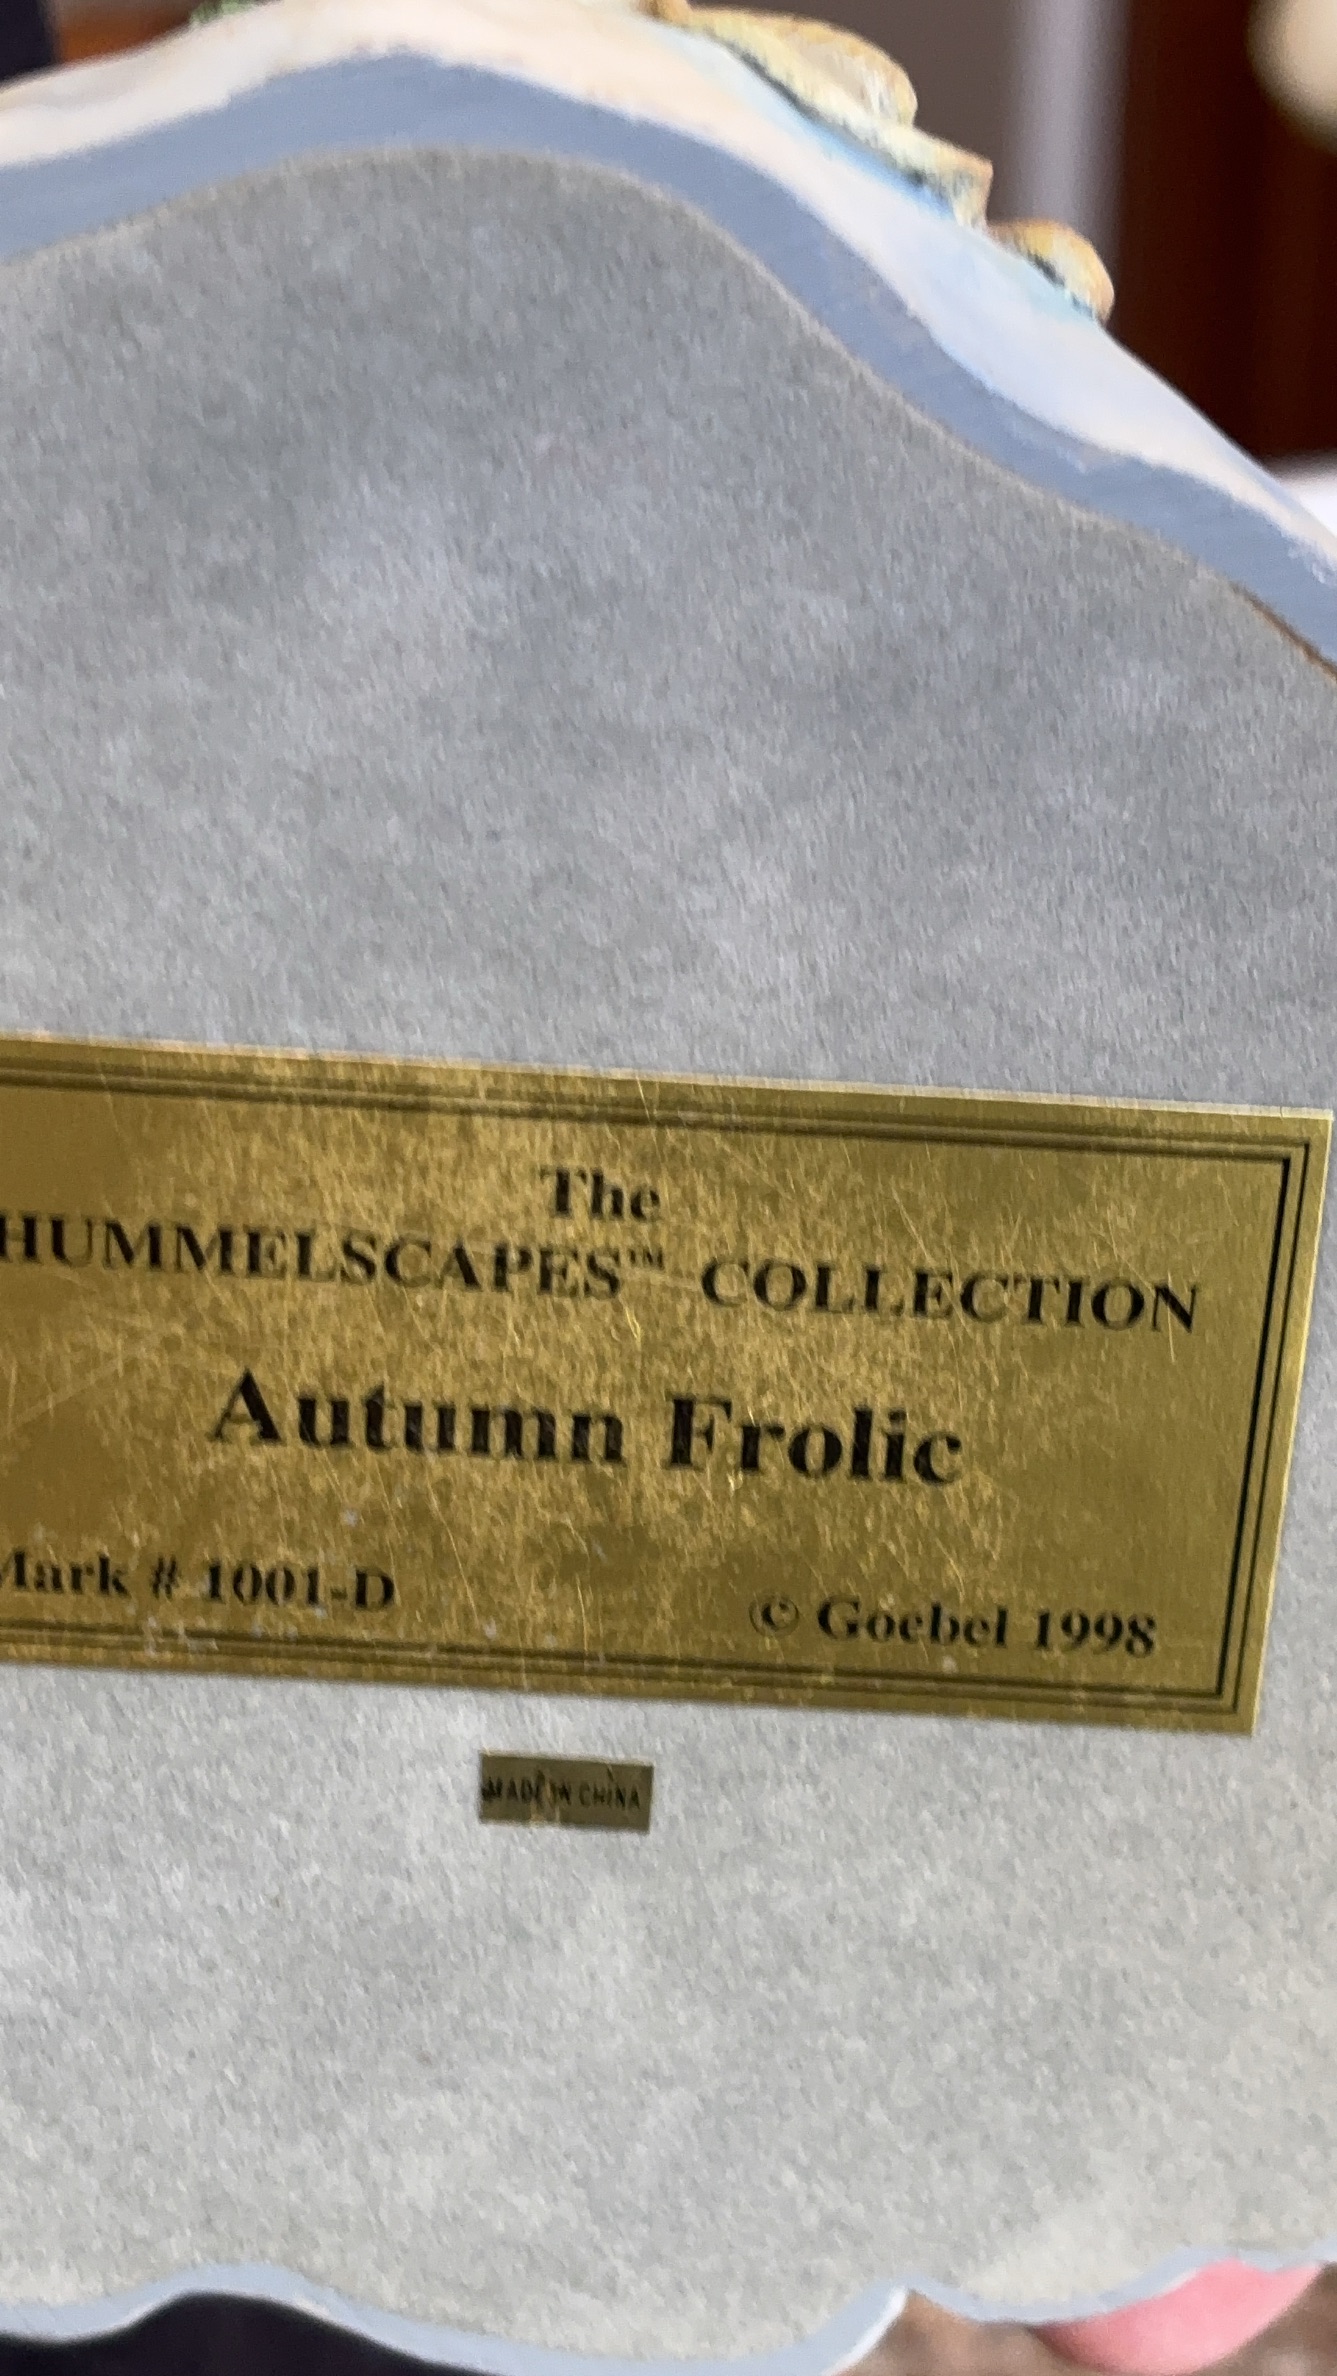 The
HUMMELSCAPES™ COLLECTION
Autumn Frolic
Mark # 1001-D
© Goebel 1998
MADE IN CHINA